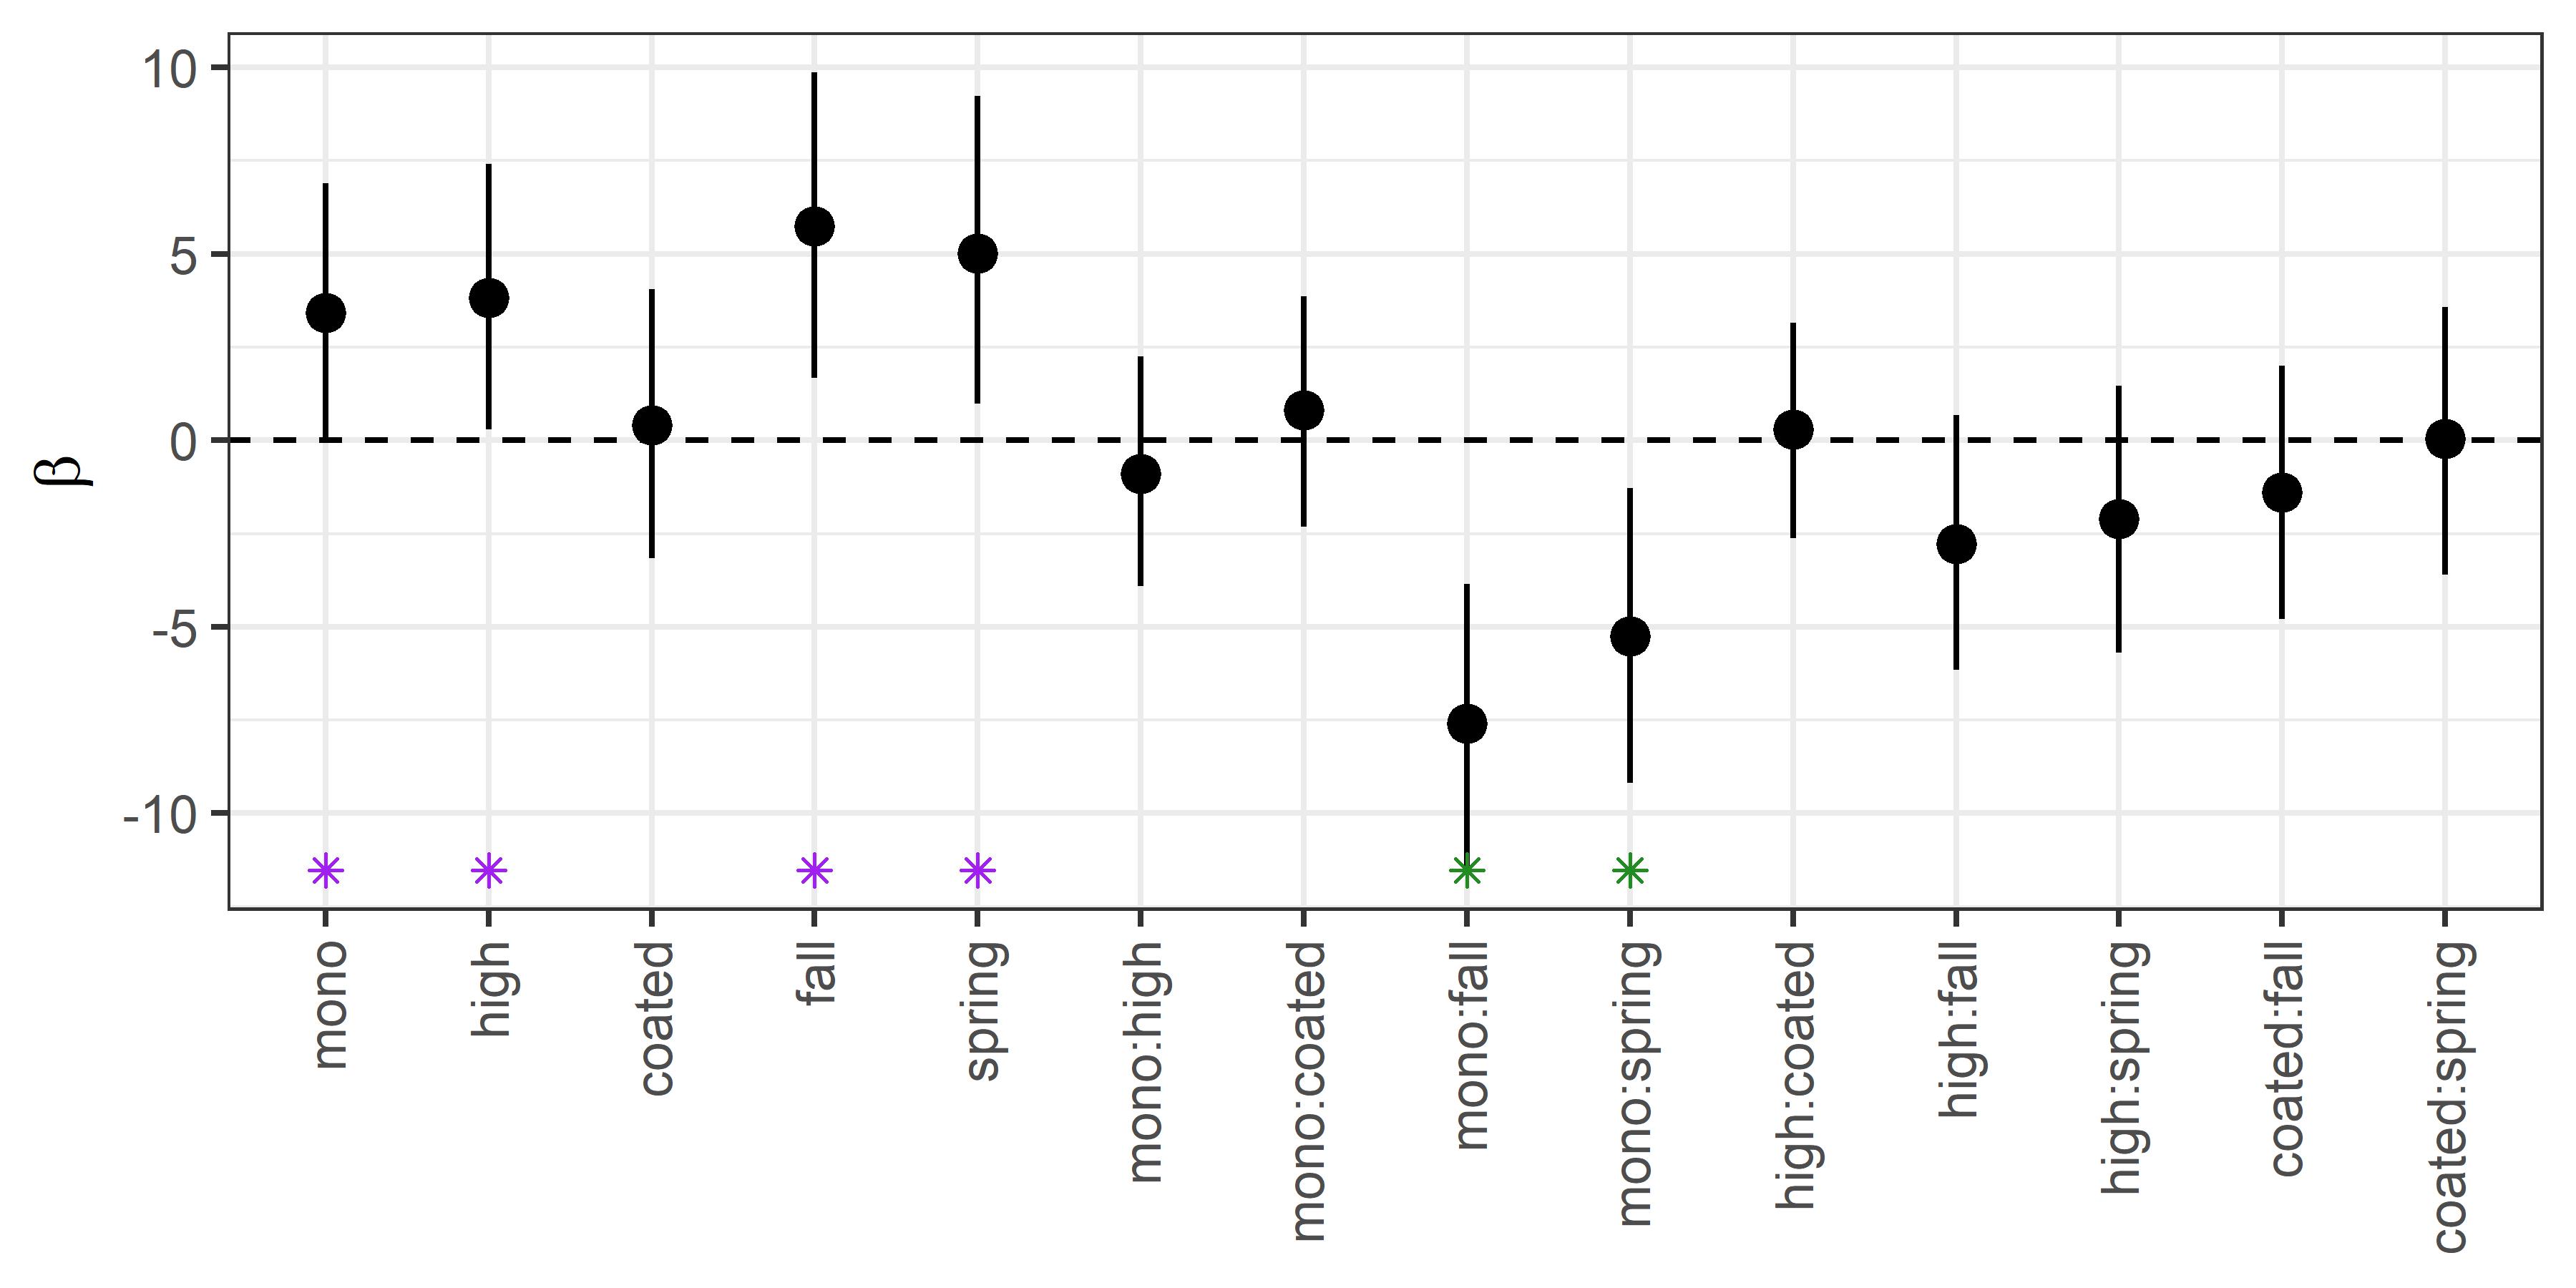 10
5
0
-5
-10
β
mono
high
coated
fall
spring
mono:high
mono:coated
mono:fall
mono:spring
high:coated
high:fall
high:spring
coated:fall
coated:spring